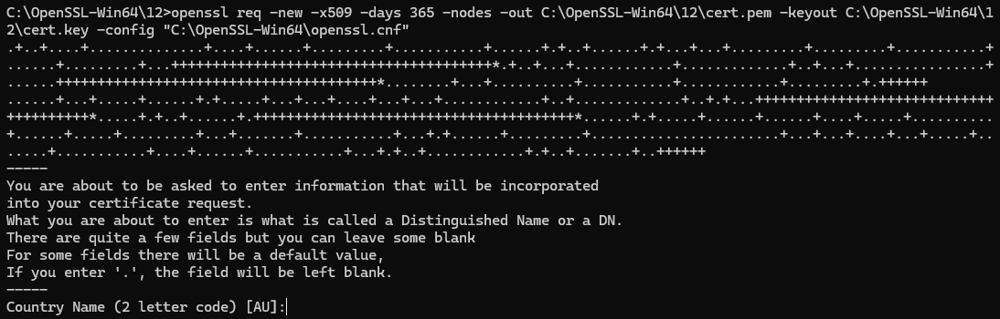 C:\OpenSSL-Win64\12>openssl req -new -x509 -days 365 -nodes -out C:\OpenSSL-Win64\12\cert.pem -keyout C:\OpenSSL-Win64\1
2\cert.key -config "C:\OpenSSL-Win64\openssl.cnf"
.+..+....+..............+....+......+.........+...........+......+.+..+......+.+...+...+.........+.........+...........+
......+.........+...+++++++++++++++++++++++++++++++++++++++*.+..+...+............+.............+..+...+................+
......+++++++++++++++++++++++++++++++++++++++*........+...+..........+............+.............+.........+.++++++
......+...+.....+......+.+.....+...+...+....+...+...+............+..+.............+..+.+...+++++++++++++++++++++++++++++
++++++++++*.....+.+..+......+.+++++++++++++++++++++++++++++++++++++++*......+.+.....+......+......+....+.....+..........
+......+.....+.........+...+.......+...........+...+.+......+.........+.......................+...+...+....+...+.....+..
.....+...........+....+......+...........+...+.+..+............+.+..+.......+..++++++
-----
You are about to be asked to enter information that will be incorporated
into your certificate request.
What you are about to enter is what is called a Distinguished Name or a DN.
There are quite a few fields but you can leave some blank
For some fields there will be a default value,
If you enter '.', the field will be left blank.
-----
Country Name (2 letter code) [AU]: